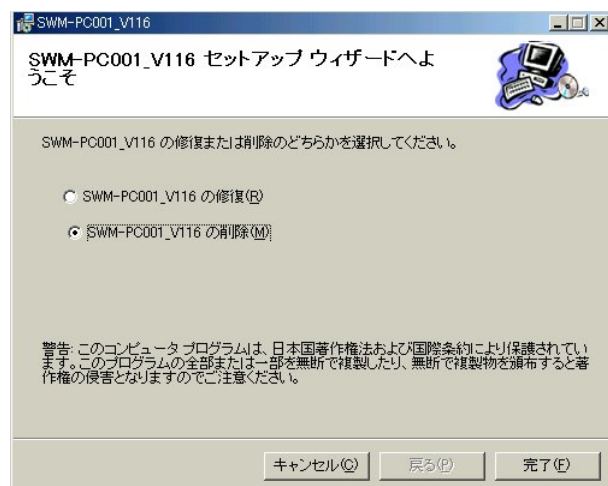 SWM-PC001_V116
SWM-PC001_V116 セットアップ ウィザードへよ
うこそ
SWM-PC001_V116 の修復または削除のどちらかを選択してください。
SWM-PC001_V116 の修復(R)
SWM-PC001_V116 の削除(M)
警告: このコンピュータ プログラムは、日本国著作権法および国際条約により保護されてい
ます。このプログラムの全部または一部を無断で複製したり、無断で複製物を頒布すると著
作権の侵害となりますのでご注意ください。
キャンセル(C) 戻る(P) 完了(F)